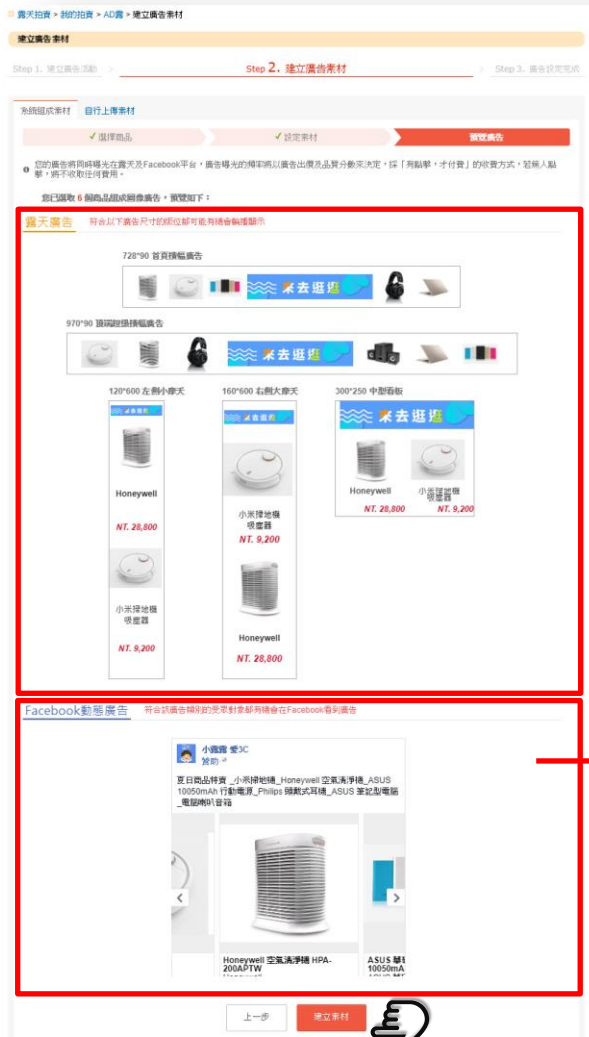 露天拍賣 > 我的拍賣 > AD露 > 建立廣告素材
建立廣告素材
Step 1. 建立廣告活動 > Step 2. 建立廣告素材 > Step 3. 廣告設定完成
系統組成素材 自行上傳素材
✓選擇商品 ✓設定素材 預覽廣告
您的廣告將同時曝光在露天及Facebook平台，廣告曝光的頻率將以廣告出價及品質分數來決定，採「有點擊，才付費」的收費方式，若無人點
擊，將不收取任何費用。
您已選取 6 個商品組成圖像廣告，預覽如下：
露天廣告 符合以下廣告尺寸的版位都可能有機會輪播顯示
728*90 首頁橫幅廣告
来去逛逛
970*90 頂端超級橫幅廣告
来去逛逛
120*600 左側小摩天 160*600 右側大摩天 300*250 中型看板
来去逛逛
Honeywell
NT. 28,800
小米掃地機
吸塵器
NT. 9,200
来去逛逛
小米掃地機
吸塵器
NT. 9,200
Honeywell
NT. 28,800
来去逛逛
Honeywell 小米掃地機
吸塵器
NT. 28,800 NT. 9,200
Facebook動態廣告 符合該廣告類別的受眾對象都有機會在Facebook看到廣告
小露露 愛3C
贊助
夏日商品特賣 _小米掃地機_Honeywell 空氣清淨機_ASUS
10050mAh 行動電源_Philips 頭戴式耳機_ASUS 筆記型電腦
_電腦喇叭音箱
Honeywell 空氣清淨機 HPA-
200APTW
ASUS 華碩
10050mA
上一步 建立素材